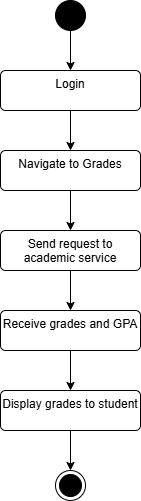 Login
Navigate to Grades
Send request to
academic service
Receive grades and GPA
Display grades to student